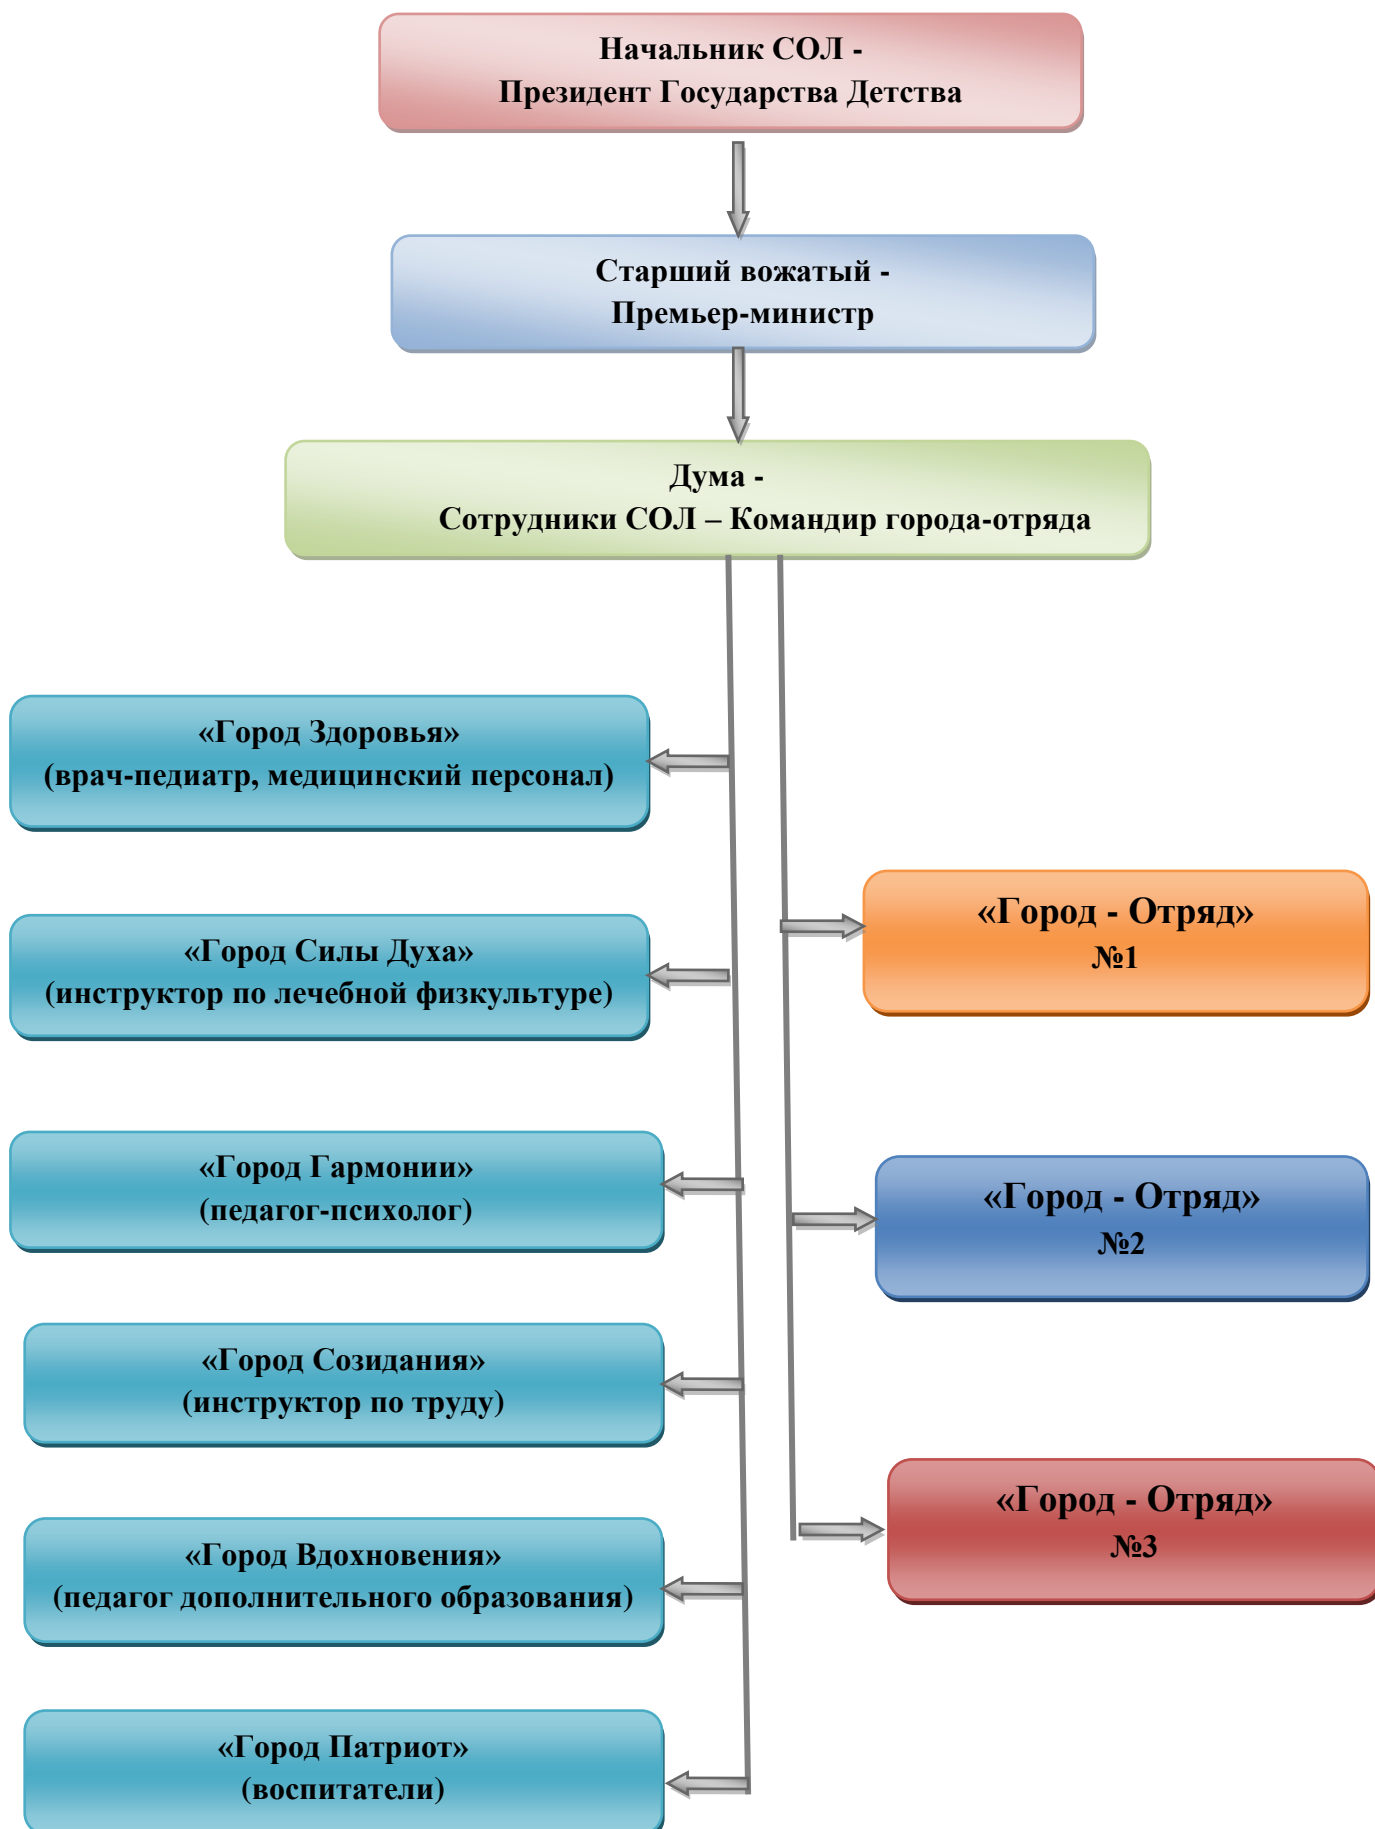 Начальник СОЛ -
Президент Государства Детства
Старший вожатый -
Премьер-министр
Дума -
Сотрудники СОЛ – Командир города-отряда
«Город Здоровья»
(врач-педиатр, медицинский персонал)
«Город Силы Духа»
(инструктор по лечебной физкультуре)
«Город Гармонии»
(педагог-психолог)
«Город Созидания»
(инструктор по труду)
«Город Вдохновения»
(педагог дополнительного образования)
«Город Патриот»
(воспитатели)
«Город - Отряд»
№1
«Город - Отряд»
№2
«Город - Отряд»
№3